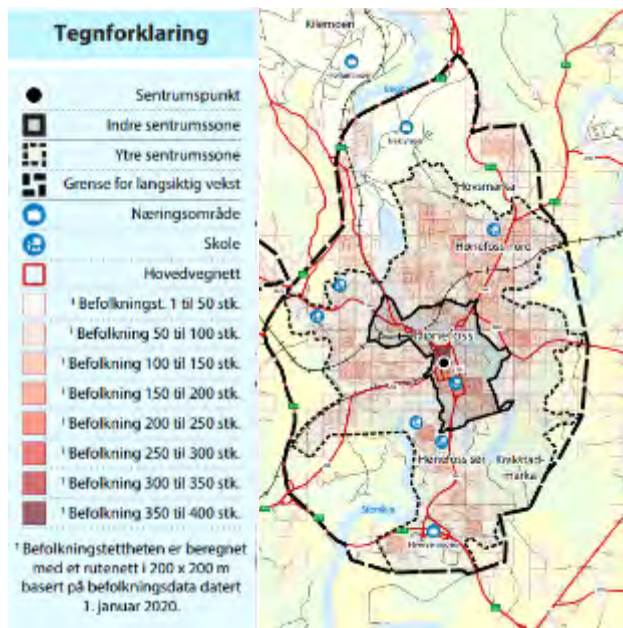 Tegnforklaring
Sentrumspunkt
Indre sentrumssone
Ytre sentrumssone
Grense for langsiktig vekst
Næringsområde
Skole
Hovedvegnett
¹ Befolkningst. 1 til 50 stk.
¹ Befolkning 50 til 100 stk.
¹ Befolkning 100 til 150 stk.
¹ Befolkning 150 til 200 stk.
¹ Befolkning 200 til 250 stk.
¹ Befolkning 250 til 300 stk.
¹ Befolkning 300 til 350 stk.
¹ Befolkning 350 til 400 stk.
¹ Befolkningstettheten er beregnet
med et rutenett i 200 x 200 m
basert på befolkningsdata datert
1. januar 2020.
Kilemoen
Hovsmarka
Hønefoss nord
Hønefoss
Hønefoss sør